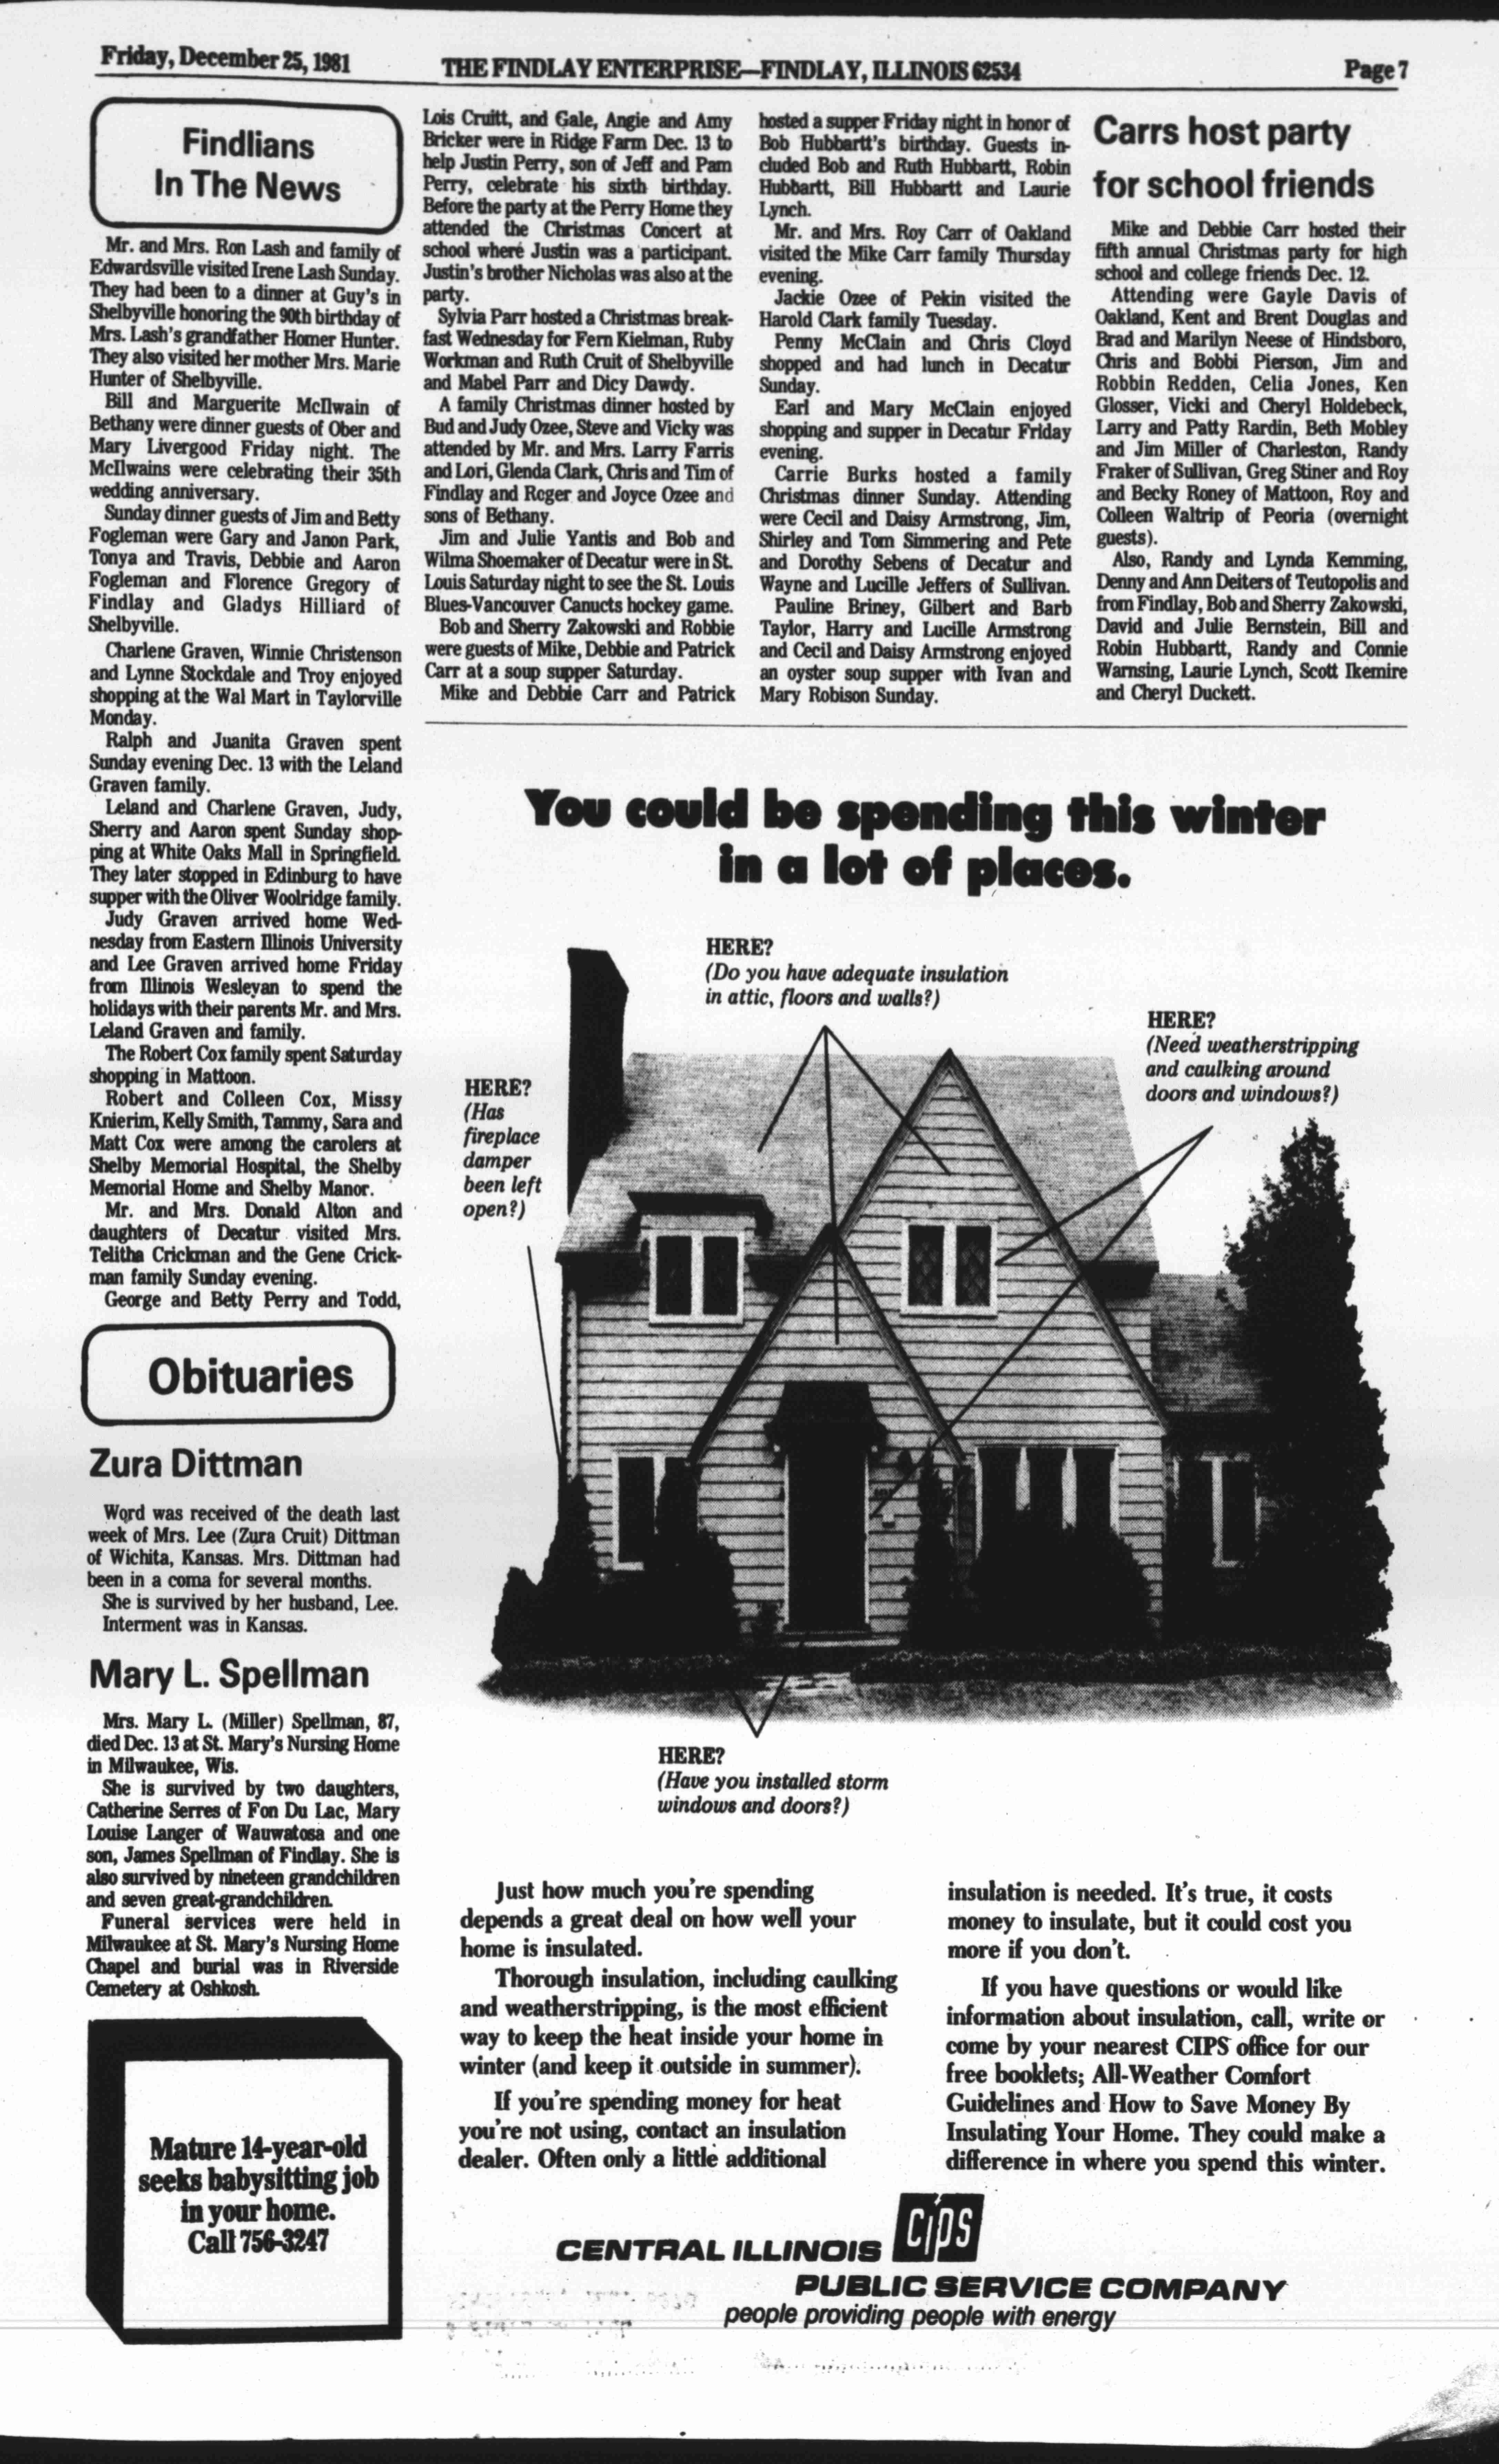 Friday, December 25, 1981
THE FINDLAY ENTERPRISE—FINDLAY, ILLINOIS 62534
Page 7
Findlians
In The News
Mr. and Mrs. Ron Lash and family of
Edwardsville visited Irene Lash Sunday.
They had been to a dinner at Guy's in
Shelbyville honoring the 90th birthday of
Mrs. Lash's grandfather Homer Hunter.
They also visited her mother Mrs. Marie
Hunter of Shelbyville.
Bill and Marguerite McIlwain of
Bethany were dinner guests of Ober and
Mary Livergood Friday night. The
McIlwains were celebrating their 35th
wedding anniversary.
Sunday dinner guests of Jim and Betty
Fogleman were Gary and Janon Park,
Tonya and Travis, Debbie and Aaron
Fogleman and Florence Gregory of
Findlay and Gladys Hilliard of
Shelbyville.
Charlene Graven, Winnie Christenson
and Lynne Stockdale and Troy enjoyed
shopping at the Wal Mart in Taylorville
Monday.
Ralph and Juanita Graven spent
Sunday evening Dec. 13 with the Leland
Graven family.
Leland and Charlene Graven, Judy,
Sherry and Aaron spent Sunday shop-
ping at White Oaks Mall in Springfield.
They later stopped in Edinburg to have
supper with the Oliver Woolridge family.
Judy Graven arrived home Wed-
nesday from Eastern Illinois University
and Lee Graven arrived home Friday
from Illinois Wesleyan to spend the
holidays with their parents Mr. and Mrs.
Leland Graven and family.
The Robert Cox family spent Saturday
shopping in Mattoon.
Robert and Colleen Cox, Missy
Knierim, Kelly Smith, Tammy, Sara and
Matt Cox were among the carolers at
Shelby Memorial Hospital, the Shelby
Memorial Home and Shelby Manor.
Mr. and Mrs. Donald Alton and
daughters of Decatur visited Mrs.
Telitha Crickman and the Gene Crick-
man family Sunday evening.
George and Betty Perry and Todd,
Lois Cruitt, and Gale, Angie and Amy
Bricker were in Ridge Farm Dec. 13 to
help Justin Perry, son of Jeff and Pam
Perry, celebrate his sixth birthday.
Before the party at the Perry Home they
attended the Christmas Concert at
school where Justin was a participant.
Justin's brother Nicholas was also at the
party.
Sylvia Parr hosted a Christmas break-
fast Wednesday for Fern Kielman, Ruby
Workman and Ruth Cruit of Shelbyville
and Mabel Parr and Dicy Dawdy.
A family Christmas dinner hosted by
Bud and Judy Ozee, Steve and Vicky was
attended by Mr. and Mrs. Larry Farris
and Lori, Glenda Clark, Chris and Tim of
Findlay and Roger and Joyce Ozee and
sons of Bethany.
Jim and Julie Yantis and Bob and
Wilma Shoemaker of Decatur were in St.
Louis Saturday night to see the St. Louis
Blues-Vancouver Canucts hockey game.
Bob and Sherry Zakowski and Robbie
were guests of Mike, Debbie and Patrick
Carr at a soup supper Saturday.
Mike and Debbie Carr and Patrick
hosted a supper Friday night in honor of
Bob Hubbartt's birthday. Guests in-
cluded Bob and Ruth Hubbartt, Robin
Hubbartt, Bill Hubbartt and Laurie
Lynch.
Mr. and Mrs. Roy Carr of Oakland
visited the Mike Carr family Thursday
evening.
Jackie Ozee of Pekin visited the
Harold Clark family Tuesday.
Penny McClain and Chris Cloyd
shopped and had lunch in Decatur
Sunday.
Earl and Mary McClain enjoyed
shopping and supper in Decatur Friday
evening.
Carrie Burks hosted a family
Christmas dinner Sunday. Attending
were Cecil and Daisy Armstrong, Jim,
Shirley and Tom Simmering and Pete
and Dorothy Sebens of Decatur and
Wayne and Lucille Jeffers of Sullivan.
Pauline Briney, Gilbert and Barb
Taylor, Harry and Lucille Armstrong
and Cecil and Daisy Armstrong enjoyed
an oyster soup supper with Ivan and
Mary Robison Sunday.
Carrs host party
for school friends
Mike and Debbie Carr hosted their
fifth annual Christmas party for high
school and college friends Dec. 12.
Attending were Gayle Davis of
Oakland, Kent and Brent Douglas and
Brad and Marilyn Neese of Hindsboro,
Chris and Bobbi Pierson, Jim and
Robbin Redden, Celia Jones, Ken
Glosser, Vicki and Cheryl Holdebeck,
Larry and Patty Rardin, Beth Mobley
and Jim Miller of Charleston, Randy
Fraker of Sullivan, Greg Stiner and Roy
and Becky Roney of Mattoon, Roy and
Colleen Waltrip of Peoria (overnight
guests).
Also, Randy and Lynda Kemming,
Denny and Ann Deiters of Teutopolis and
from Findlay, Bob and Sherry Zakowski,
David and Julie Bernstein, Bill and
Robin Hubbartt, Randy and Connie
Warnsing, Laurie Lynch, Scott Ikemire
and Cheryl Duckett.
Obituaries
Zura Dittman
Word was received of the death last
week of Mrs. Lee (Zura Cruit) Dittman
of Wichita, Kansas. Mrs. Dittman had
been in a coma for several months.
She is survived by her husband, Lee.
Interment was in Kansas.
Mary L. Spellman
Mrs. Mary L. (Miller) Spellman, 87,
died Dec. 13 at St. Mary's Nursing Home
in Milwaukee, Wis.
She is survived by two daughters,
Catherine Serres of Fon Du Lac, Mary
Louise Langer of Wauwatosa and one
son, James Spellman of Findlay. She is
also survived by nineteen grandchildren
and seven great-grandchildren.
Funeral services were held in
Milwaukee at St. Mary's Nursing Home
Chapel and burial was in Riverside
Cemetery at Oshkosh.
Mature 14-year-old
seeks babysitting job
in your home.
Call 756-3247
You could be spending this winter
in a lot of places.
HERE?
(Do you have adequate insulation
in attic, floors and walls?)
HERE?
(Need weatherstripping
and caulking around
doors and windows?)
HERE?
(Has
fireplace
damper
been left
open?)
HERE?
(Have you installed storm
windows and doors?)
Just how much you're spending
depends a great deal on how well your
home is insulated.
Thorough insulation, including caulking
and weatherstripping, is the most efficient
way to keep the heat inside your home in
winter (and keep it outside in summer).
If you're spending money for heat
you're not using, contact an insulation
dealer. Often only a little additional
insulation is needed. It's true, it costs
money to insulate, but it could cost you
more if you don't.
If you have questions or would like
information about insulation, call, write or
come by your nearest CIPS office for our
free booklets; All-Weather Comfort
Guidelines and How to Save Money By
Insulating Your Home. They could make a
difference in where you spend this winter.
CIPS
CENTRAL ILLINOIS
PUBLIC SERVICE COMPANY
people providing people with energy